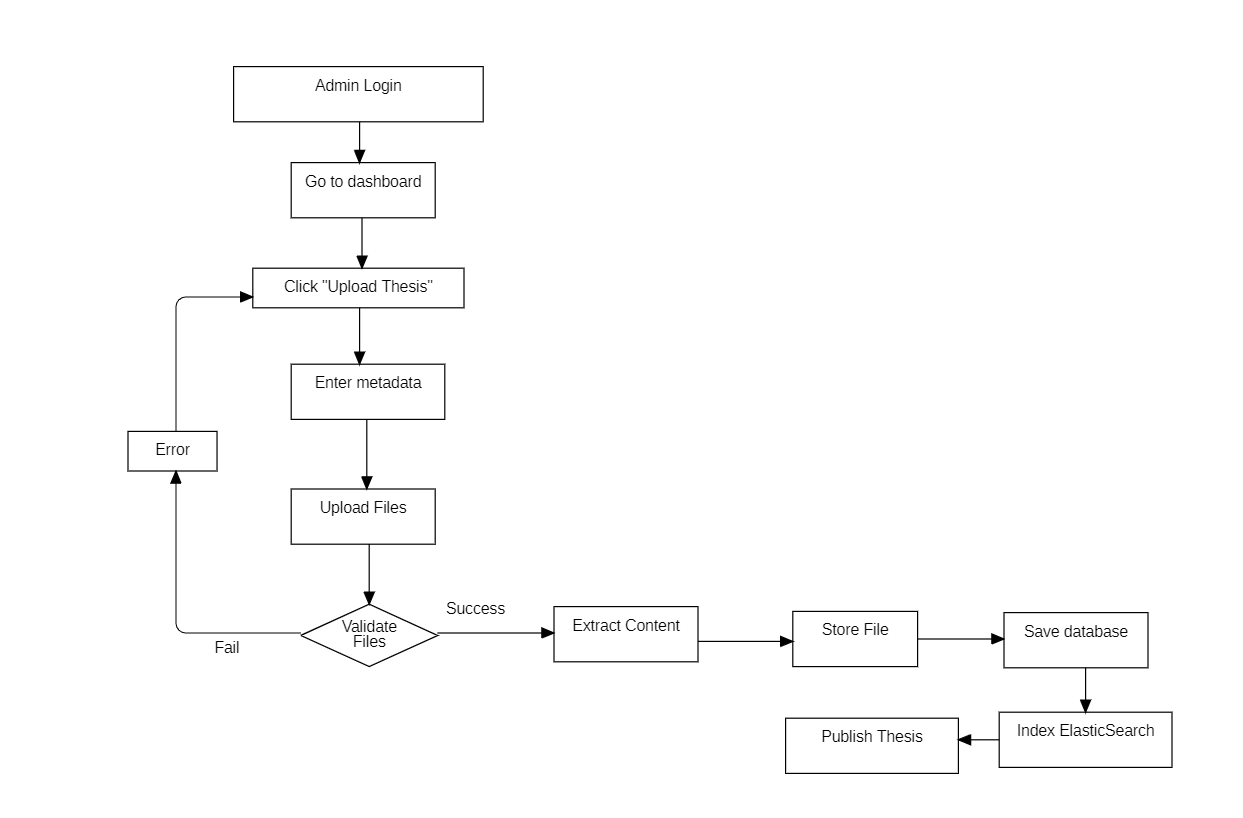 Admin Login
Go to dashboard
Click "Upload Thesis"
Enter metadata
Error
Upload Files
Validate
Files
Fail
Success
Extract Content
Store File
Save database
Index ElasticSearch
Publish Thesis